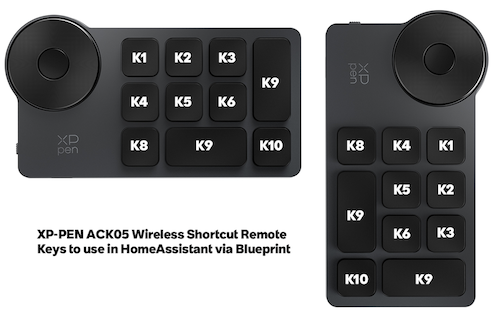 K1 K2 K3
K9
K4 K5 K6
XP
pen
K8 K9 K10
XP
pen
K8 K4 K1
K5 K2
K9
K6 K3
K10 K9
XP-PEN ACK05 Wireless Shortcut Remote
Keys to use in HomeAssistant via Blueprint